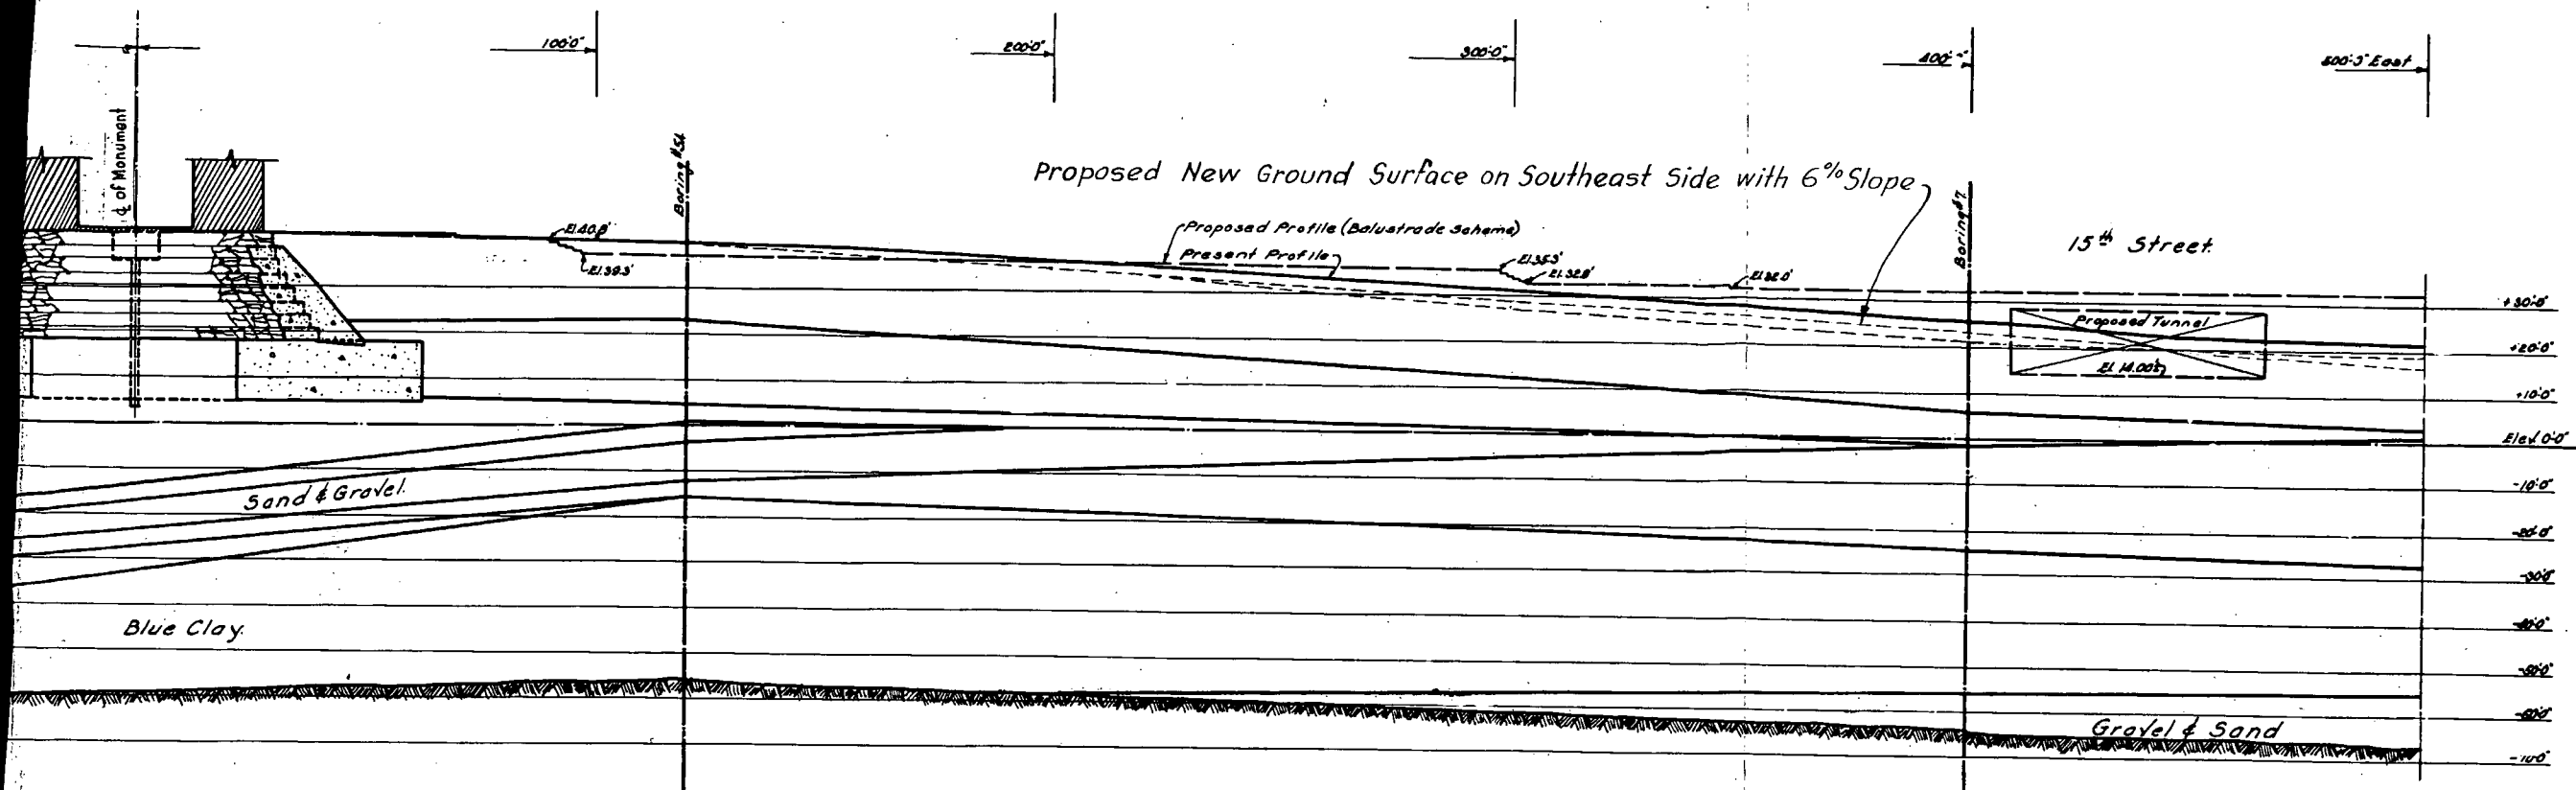 100'0"
200'0"
300'0"
400'-"
500'-0" East
℄ of Monument
Boring #54
Proposed New Ground Surface on Southeast Side with 6% Slope
Boring #7
El.40.8'
El.39.3'
Proposed Profile (Balustrade Scheme)
Present Profile
El.35.3'
El.32.8'
El.32.0'
15th Street
+30'0"
Proposed Tunnel
+20'0"
El. 14.00±
+10'0"
Elev. 0'0"
-10'0"
Sand & Gravel.
-20'0"
-30'0"
Blue Clay.
-40'0"
-50'0"
-60'0"
Gravel & Sand